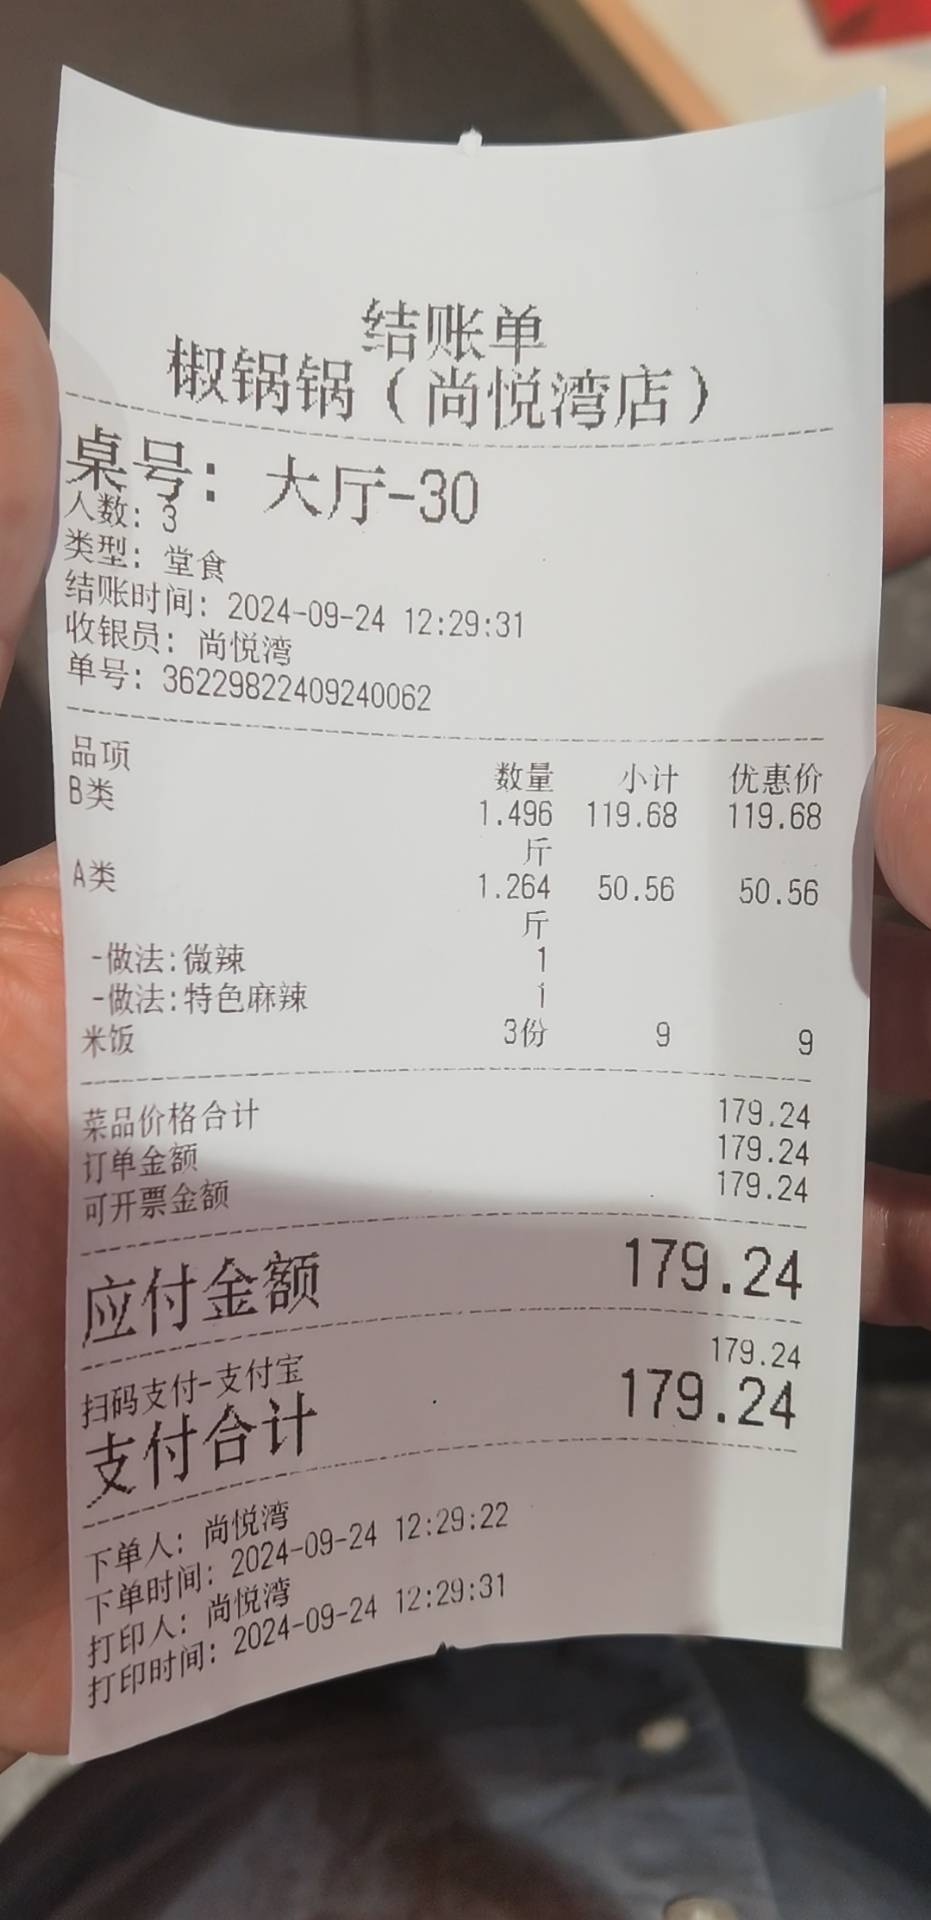 结账单
椒锅锅（尚悦湾店）
桌号：大厅-30
人数：3
类型：堂食
结账时间：2024-09-24 12:29:31
收银员：尚悦湾
单号：36229822409240062
品项 数量 小计 优惠价
B类 1.496 119.68 119.68
斤
A类 1.264 50.56 50.56
斤
-做法:微辣 1
-做法:特色麻辣 1
米饭 3份 9 9
菜品价格合计 179.24
订单金额 179.24
可开票金额 179.24
应付金额 179.24
扫码支付-支付宝 179.24
支付合计 179.24
下单人：尚悦湾
下单时间：2024-09-24 12:29:22
打印人：尚悦湾
打印时间：2024-09-24 12:29:31